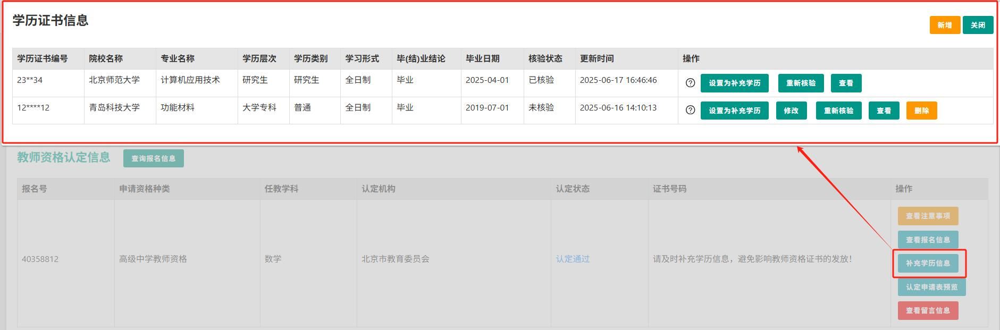 学历证书信息
新增 关闭
学历证书编号 院校名称 专业名称 学历层次 学历类别 学习形式 毕(结)业结论 毕业日期 核验状态 更新时间 操作
23**34 北京师范大学 计算机应用技术 研究生 研究生 全日制 毕业 2025-04-01 已核验 2025-06-17 16:46:46 ? 设置为补充学历 重新核验 查看
12****12 青岛科技大学 功能材料 大学专科 普通 全日制 毕业 2019-07-01 未核验 2025-06-16 14:10:13 ? 设置为补充学历 修改 重新核验 查看 删除
教师资格认定信息 查询报名信息
报名号 申请资格种类 任教学科 认定机构 认定状态 证书号码 操作
40358812 高级中学教师资格 数学 北京市教育委员会 认定通过 请及时补充学历信息，避免影响教师资格证书的发放！
查看注意事项
查看报名信息
补充学历信息
认定申请表预览
查看留言信息